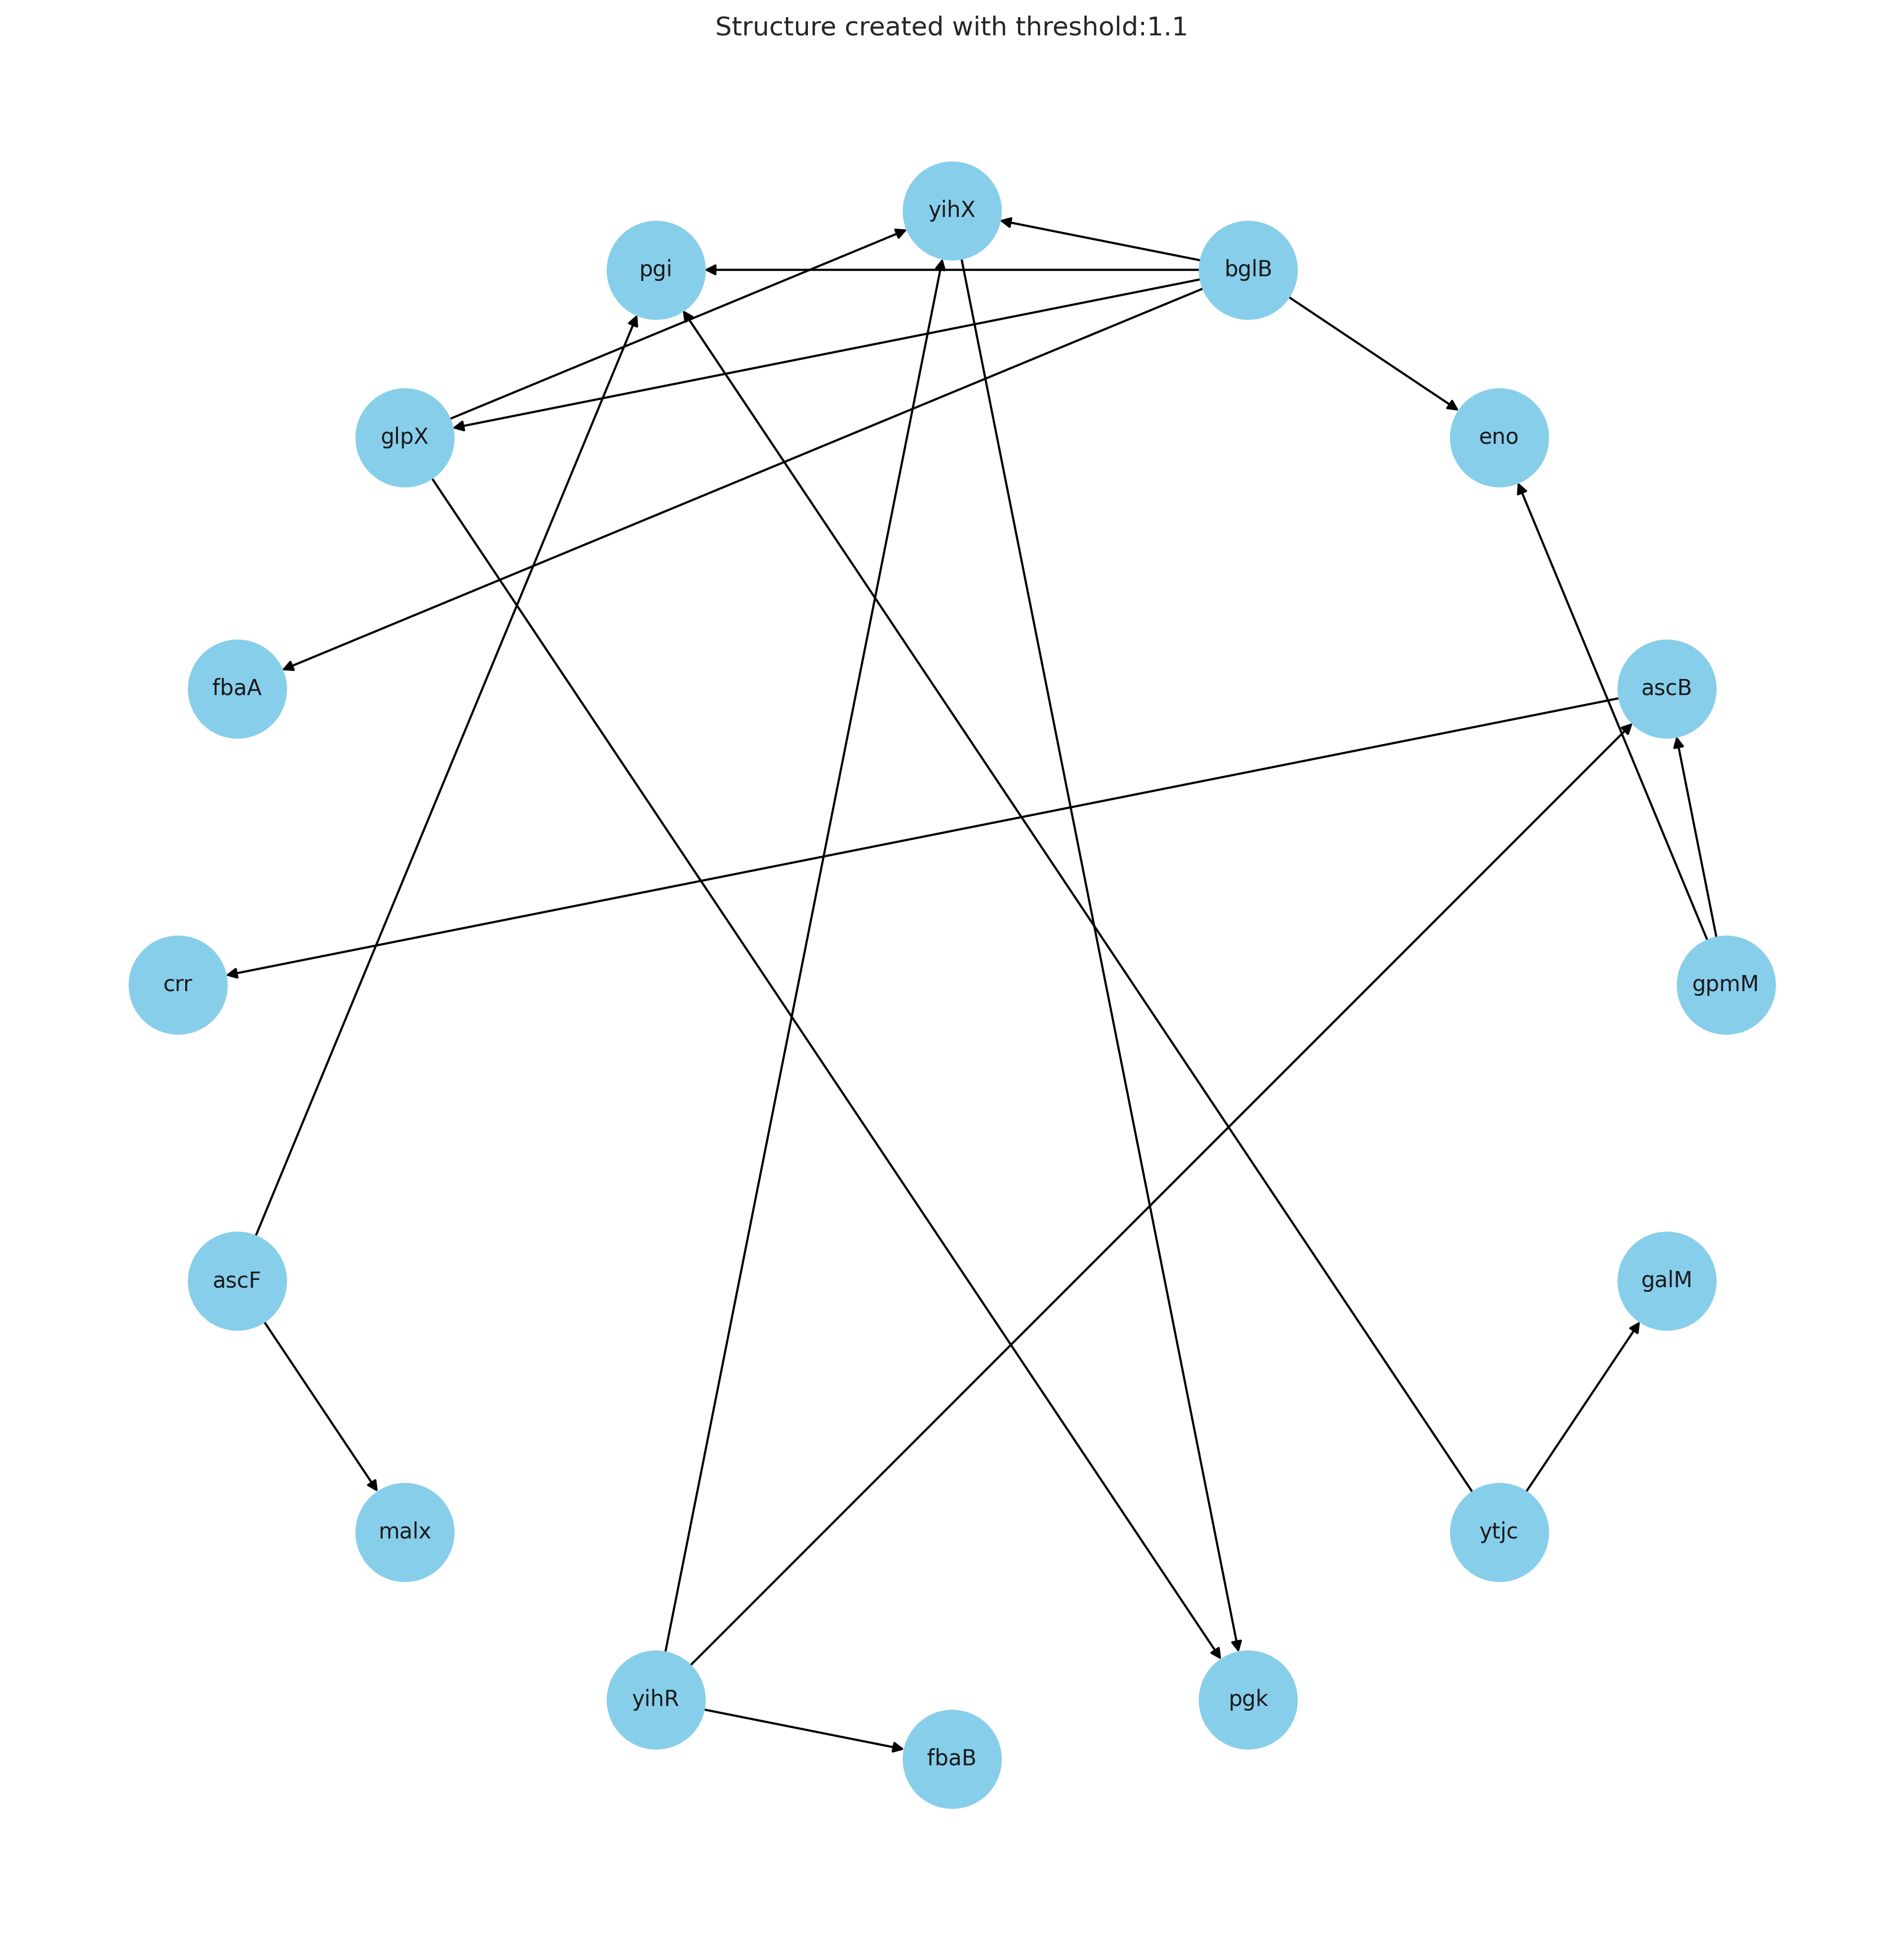 Structure created with threshold:1.1
yihX
pgi
bglB
glpX
eno
fbaA
ascB
crr
gpmM
ascF
galM
malx
ytjc
yihR
pgk
fbaB